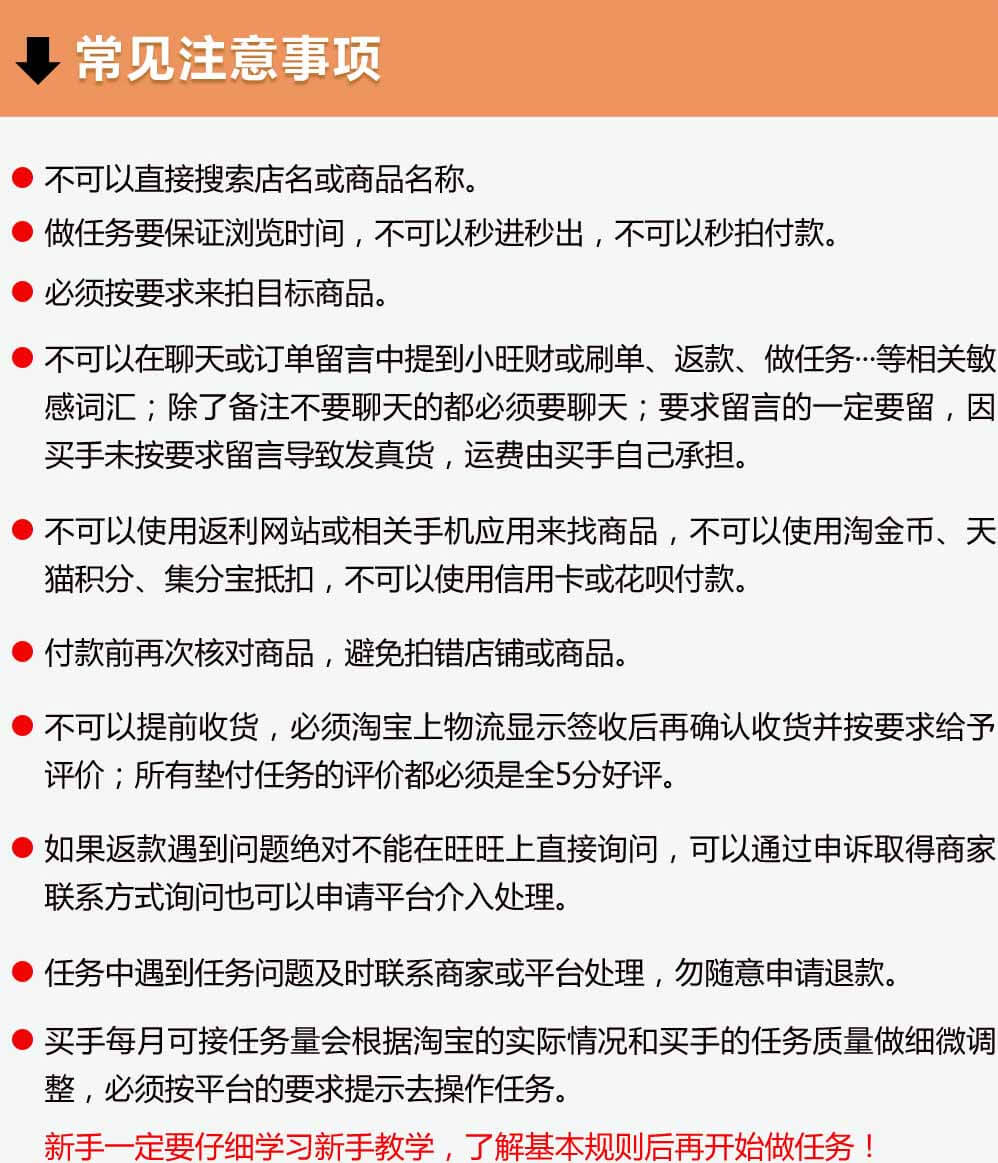 常见注意事项
不可以直接搜索店名或商品名称。
做任务要保证浏览时间，不可以秒进秒出，不可以秒拍付款。
必须按要求来拍目标商品。
不可以在聊天或订单留言中提到小旺财或刷单、返款、做任务···等相关敏
感词汇；除了备注不要聊天的都必须要聊天；要求留言的一定要留，因
买手未按要求留言导致发真货，运费由买手自己承担。
不可以使用返利网站或相关手机应用来找商品，不可以使用淘金币、天
猫积分、集分宝抵扣，不可以使用信用卡或花呗付款。
付款前再次核对商品，避免拍错店铺或商品。
不可以提前收货，必须淘宝上物流显示签收后再确认收货并按要求给予
评价；所有垫付任务的评价都必须是全5分好评。
如果返款遇到问题绝对不能在旺旺上直接询问，可以通过申诉取得商家
联系方式询问也可以申请平台介入处理。
任务中遇到任务问题及时联系商家或平台处理，勿随意申请退款。
买手每月可接任务量会根据淘宝的实际情况和买手的任务质量做细微调
整，必须按平台的要求提示去操作任务。
新手一定要仔细学习新手教学，了解基本规则后再开始做任务！